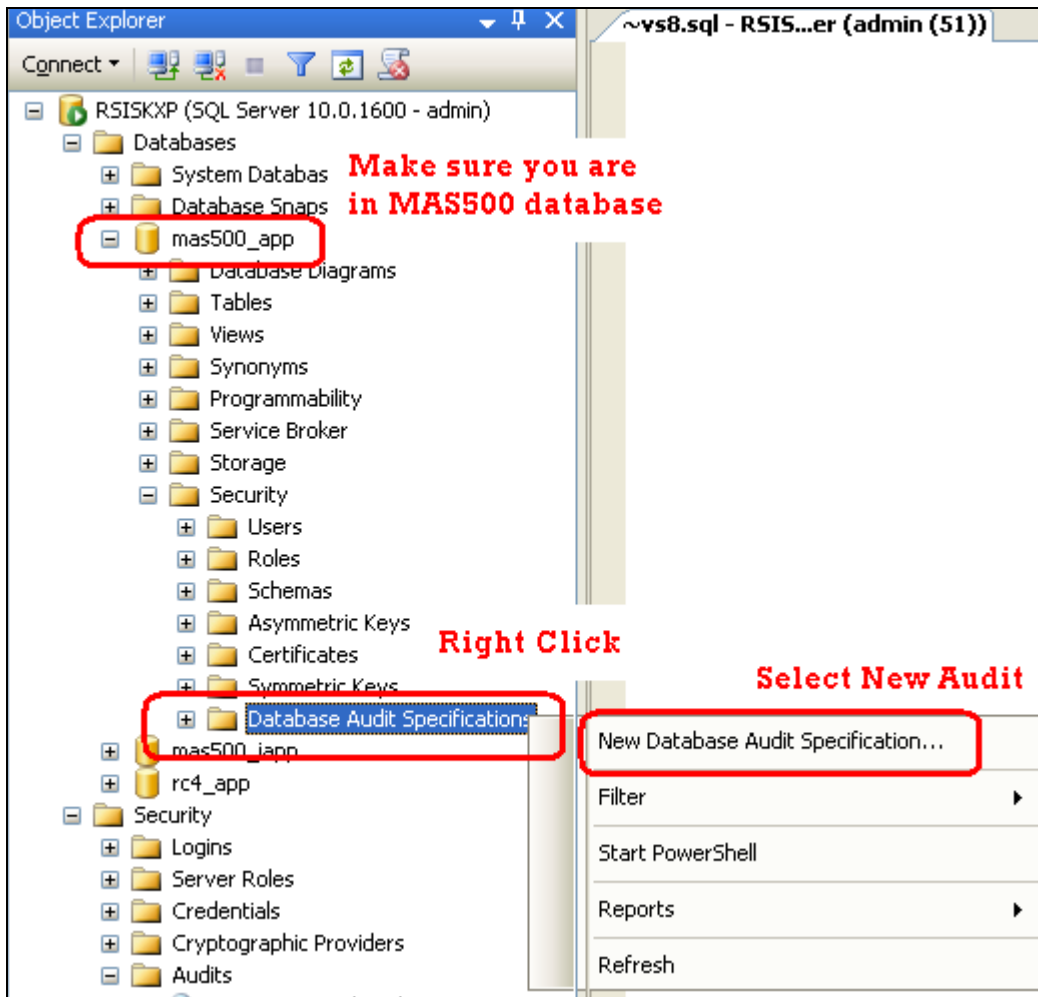 Object Explorer
~vs8.sql - RSIS...er (admin (51))
Connect
RSISKXP (SQL Server 10.0.1600 - admin)
Databases
System Databas
Make sure you are
Database Snaps
in MAS500 database
mas500_app
Database Diagrams
Tables
Views
Synonyms
Programmability
Service Broker
Storage
Security
Users
Roles
Schemas
Asymmetric Keys
Right Click
Certificates
Symmetric Keys
Select New Audit
Database Audit Specifications
New Database Audit Specification...
mas500_iapp
Filter
rc4_app
Security
Logins
Start PowerShell
Server Roles
Credentials
Reports
Cryptographic Providers
Audits
Refresh